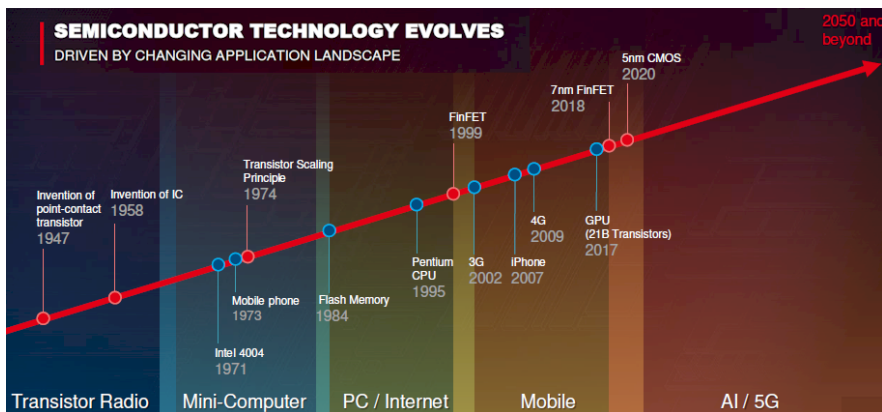 SEMICONDUCTOR TECHNOLOGY EVOLVES
DRIVEN BY CHANGING APPLICATION LANDSCAPE
2050 and
beyond
5nm CMOS
2020
7nm FinFET
2018
FinFET
1999
Transistor Scaling
Principle
1974
Invention of IC
1958
Invention of
point-contact
transistor
1947
4G
2009
GPU
(21B Transistors)
2017
Pentium
CPU
1995
3G
2002
iPhone
2007
Mobile phone
1973
Flash Memory
1984
Intel 4004
1971
Transistor Radio
Mini-Computer
PC / Internet
Mobile
AI / 5G